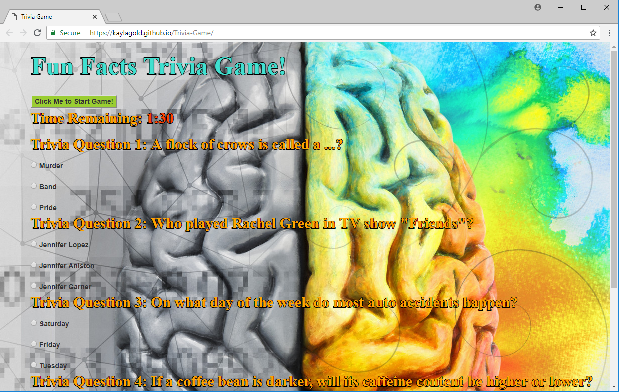 Trivia Game
Secure
https://kaylagold.github.io/Trivia-Game/
Fun Facts Trivia Game!
Click Me to Start Game!
Time Remaining: 1:30
Trivia Question 1: A flock of crows is called a ...?
Murder
Band
Pride
Trivia Question 2: Who played Rachel Green in TV show "Friends"?
Jennifer Lopez
Jennifer Aniston
Jennifer Garner
Trivia Question 3: On what day of the week do most auto accidents happen?
Saturday
Friday
Tuesday
Trivia Question 4: If a coffee bean is darker, will its caffeine content be higher or lower?